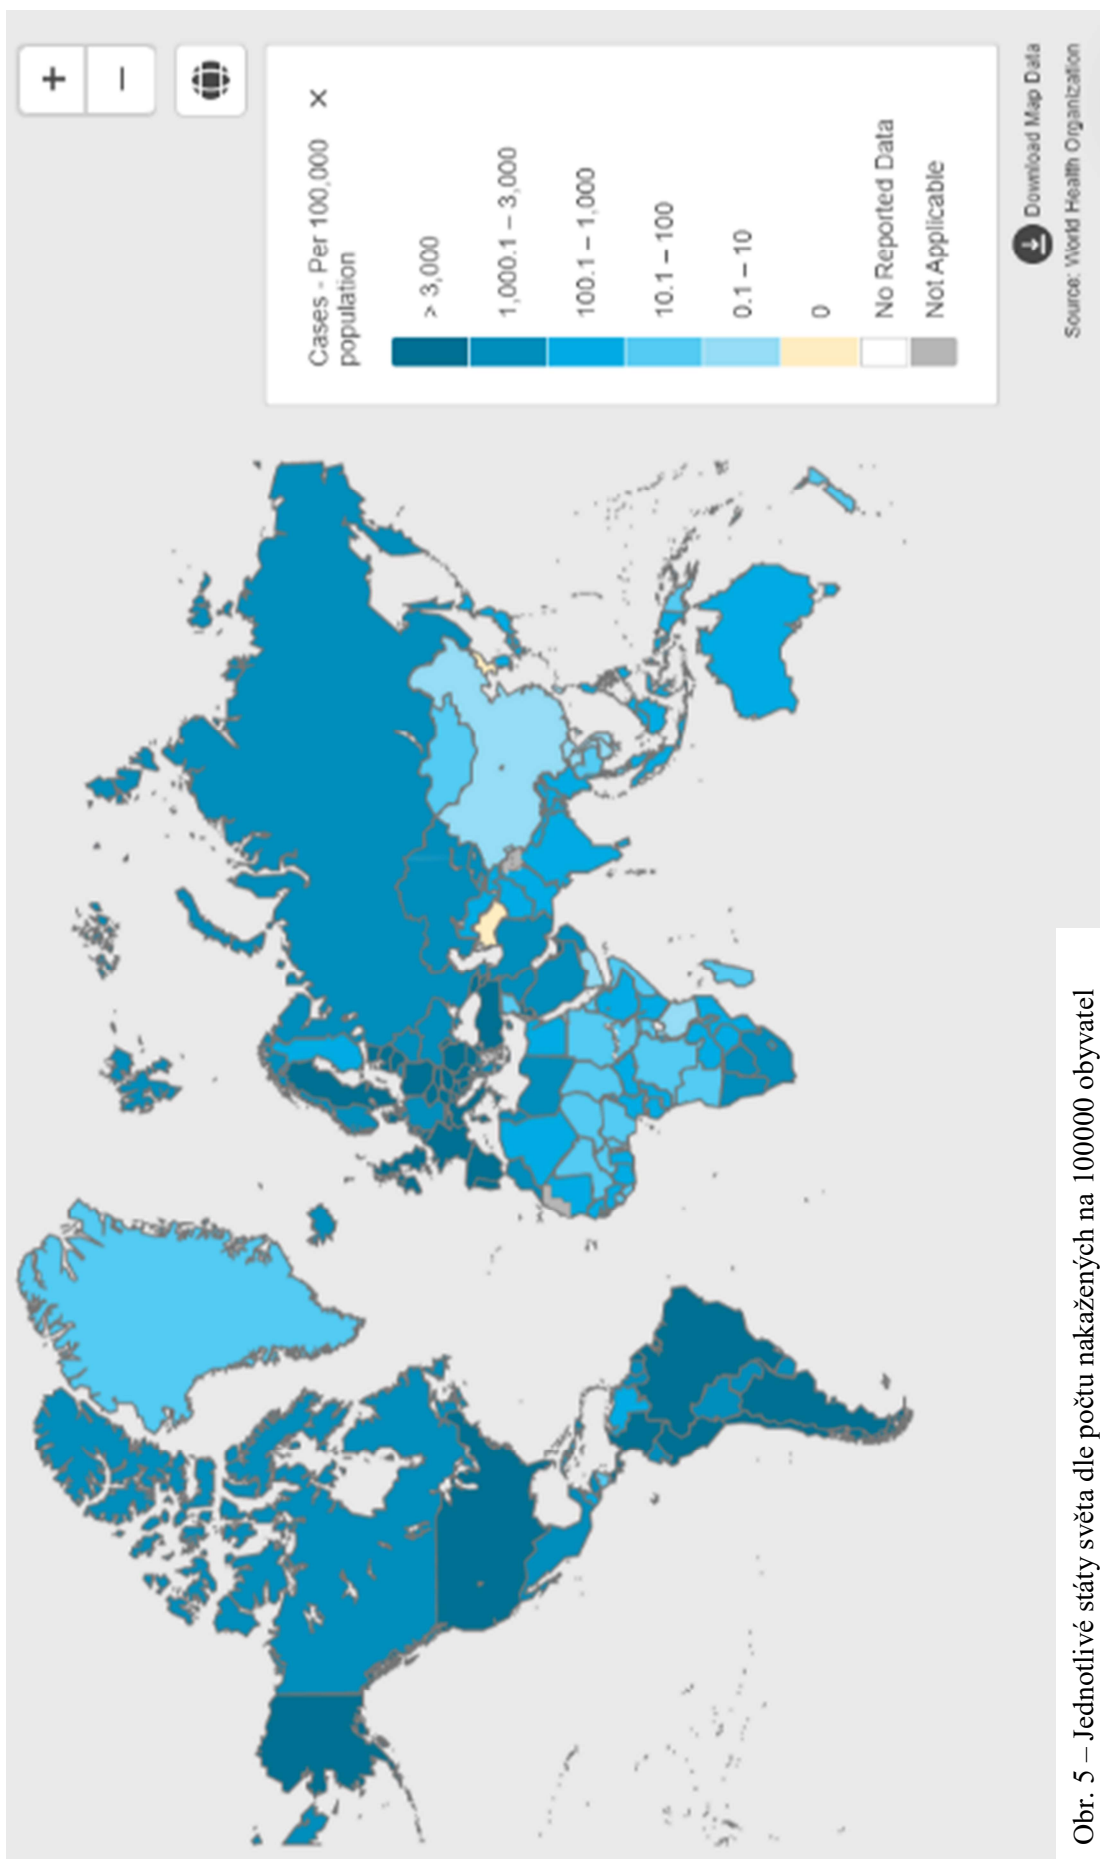 +
−
Cases - Per 100,000
population
×
> 3,000
1,000.1 – 3,000
100.1 – 1,000
10.1 – 100
0.1 – 10
0
No Reported Data
Not Applicable
Download Map Data
Source: World Health Organization
Obr. 5 – Jednotlivé státy světa dle počtu nakažených na 100000 obyvatel